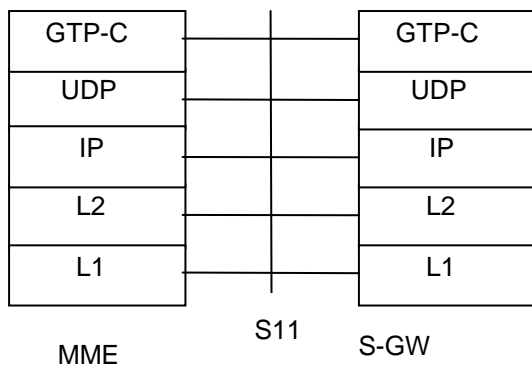 GTP-C GTP-C
UDP UDP
IP IP
L2 L2
L1 L1
S11
MME S-GW